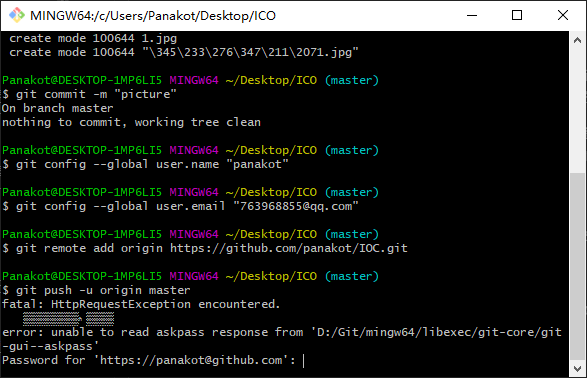 MINGW64:/c/Users/Panakot/Desktop/ICO
create mode 100644 1.jpg
create mode 100644 "\345\233\276\347\211\2071.jpg"
Panakot@DESKTOP-1MP6LI5 MINGW64 ~/Desktop/ICO (master)
$ git commit -m "picture"
On branch master
nothing to commit, working tree clean
Panakot@DESKTOP-1MP6LI5 MINGW64 ~/Desktop/ICO (master)
$ git config --global user.name "panakot"
Panakot@DESKTOP-1MP6LI5 MINGW64 ~/Desktop/ICO (master)
$ git config --global user.email "763968855@qq.com"
Panakot@DESKTOP-1MP6LI5 MINGW64 ~/Desktop/ICO (master)
$ git remote add origin https://github.com/panakot/IOC.git
Panakot@DESKTOP-1MP6LI5 MINGW64 ~/Desktop/ICO (master)
$ git push -u origin master
fatal: HttpRequestException encountered.
error: unable to read askpass response from 'D:/Git/mingw64/libexec/git-core/git
-gui--askpass'
Password for 'https://panakot@github.com':